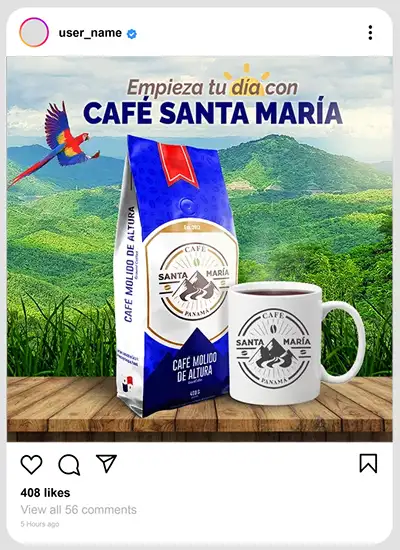 user_name
Empieza tu día con
CAFÉ SANTA MARÍA
CAFÉ MOLIDO DE ALTURA
CAFÉ
SANTA MARÍA
PANAMÁ
CAFÉ MOLIDO
DE ALTURA
CAFÉ
SANTA MARÍA
PANAMÁ
408 likes
View all 56 comments
5 Hours ago